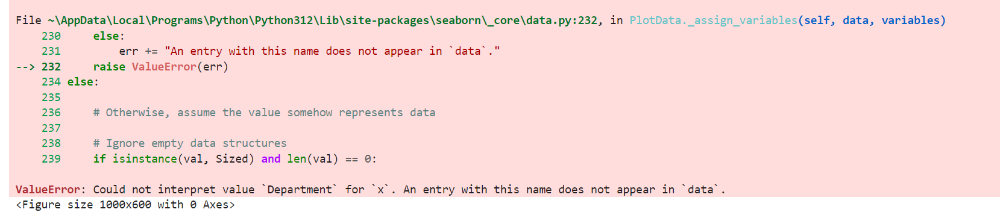 File ~\AppData\Local\Programs\Python\Python312\Lib\site-packages\seaborn\_core\data.py:232, in PlotData._assign_variables(self, data, variables)
    230     else:
    231         err += "An entry with this name does not appear in `data`."
--> 232     raise ValueError(err)
    234 else:
    235
    236     # Otherwise, assume the value somehow represents data
    237
    238     # Ignore empty data structures
    239     if isinstance(val, Sized) and len(val) == 0:
ValueError: Could not interpret value `Department` for `x`. An entry with this name does not appear in `data`.
<Figure size 1000x600 with 0 Axes>